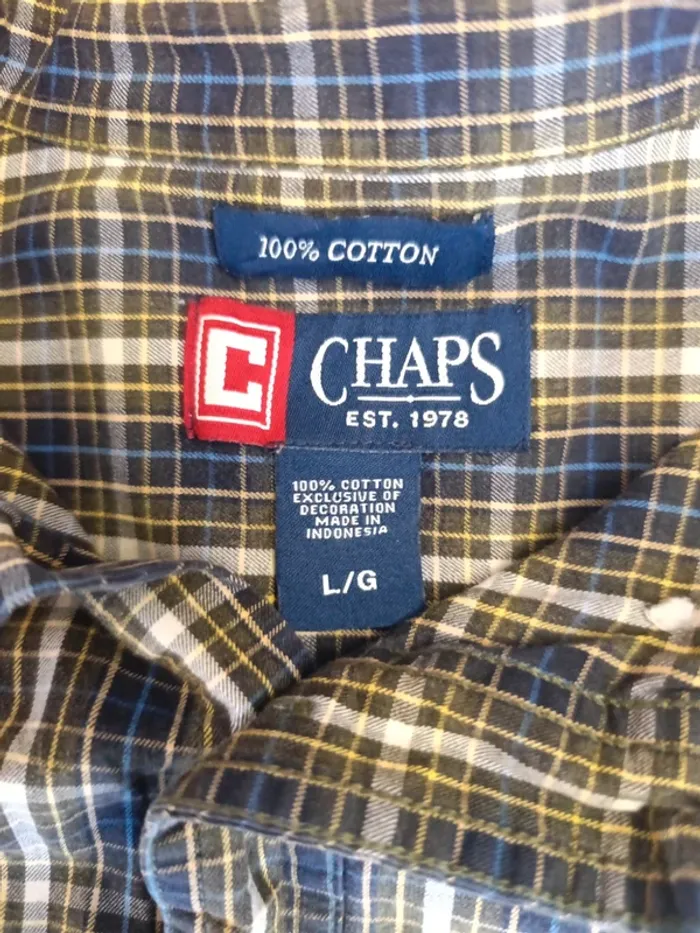 100% COTTON
C CHAPS
EST. 1978
100% COTTON
EXCLUSIVE OF
DECORATION
MADE IN
INDONESIA
L/G